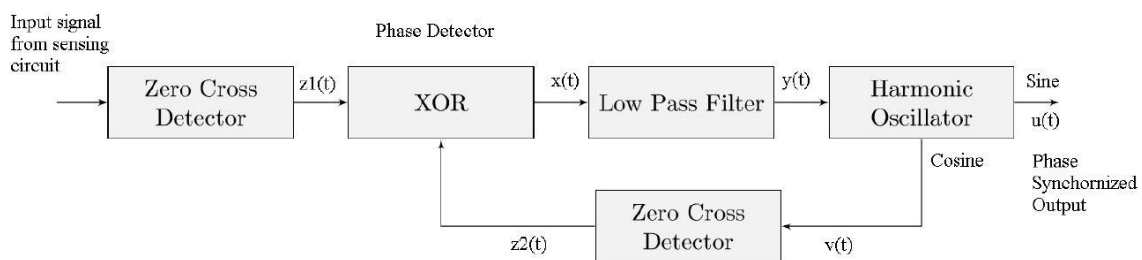 Input signal
from sensing
circuit
Phase Detector
Zero Cross
Detector
z1(t)
XOR
x(t)
Low Pass Filter
y(t)
Harmonic
Oscillator
Sine
u(t)
Cosine
Phase
Synchornized
Output
Zero Cross
Detector
z2(t)
v(t)